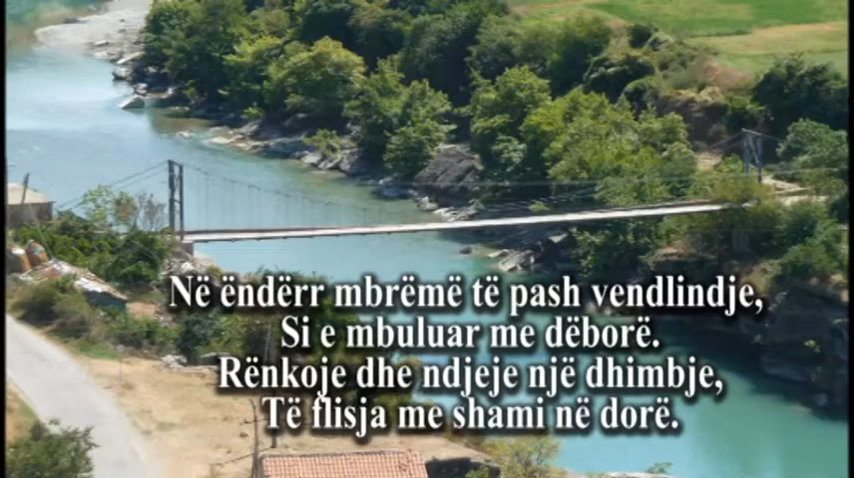 Në ëndërr mbrëmë të pash vendlindje,
Si e mbuluar me dëborë.
Rënkoje dhe ndjeje një dhimbje,
Të flisja me shami në dorë.